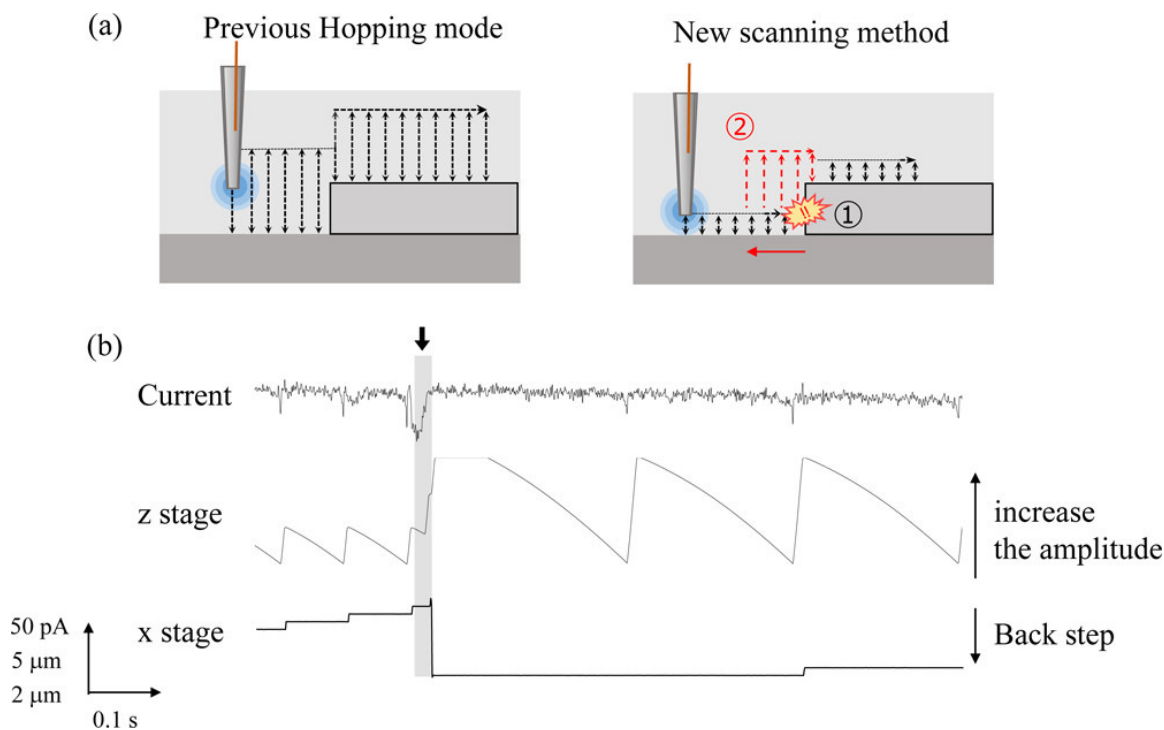 (a)
Previous Hopping mode
New scanning method
②
!!
①
(b)
Current
z stage
increase
the amplitude
x stage
Back step
50 pA
5 μm
2 μm
0.1 s